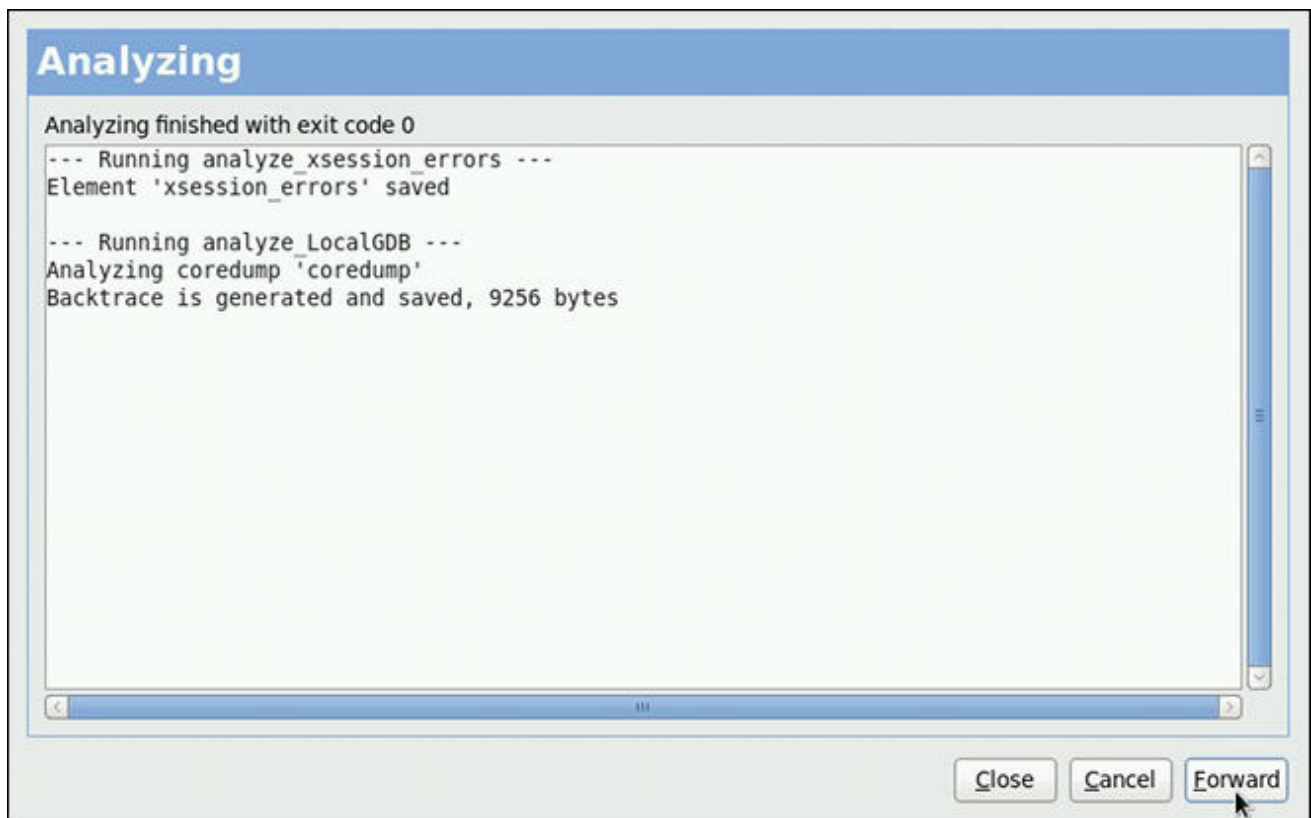 Analyzing
Analyzing finished with exit code 0
--- Running analyze_xsession_errors ---
Element 'xsession_errors' saved
--- Running analyze_LocalGDB ---
Analyzing coredump 'coredump'
Backtrace is generated and saved, 9256 bytes
Close Cancel Forward